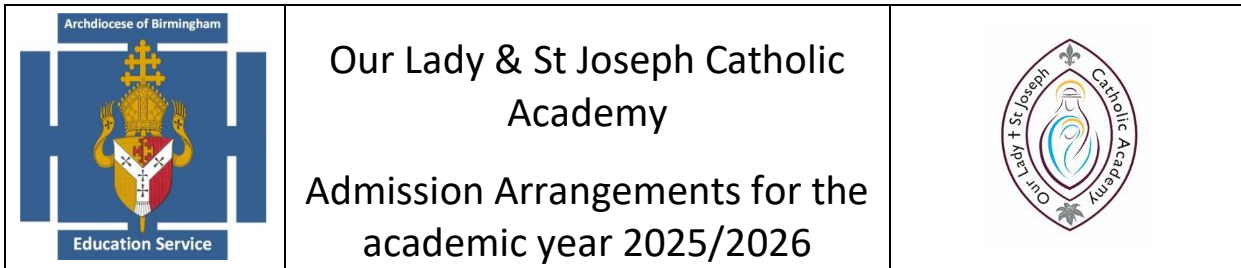 Archdiocese of Birmingham
Education Service
Our Lady & St Joseph Catholic
Academy
Admission Arrangements for the
academic year 2025/2026
Our Lady † St Joseph Catholic Academy